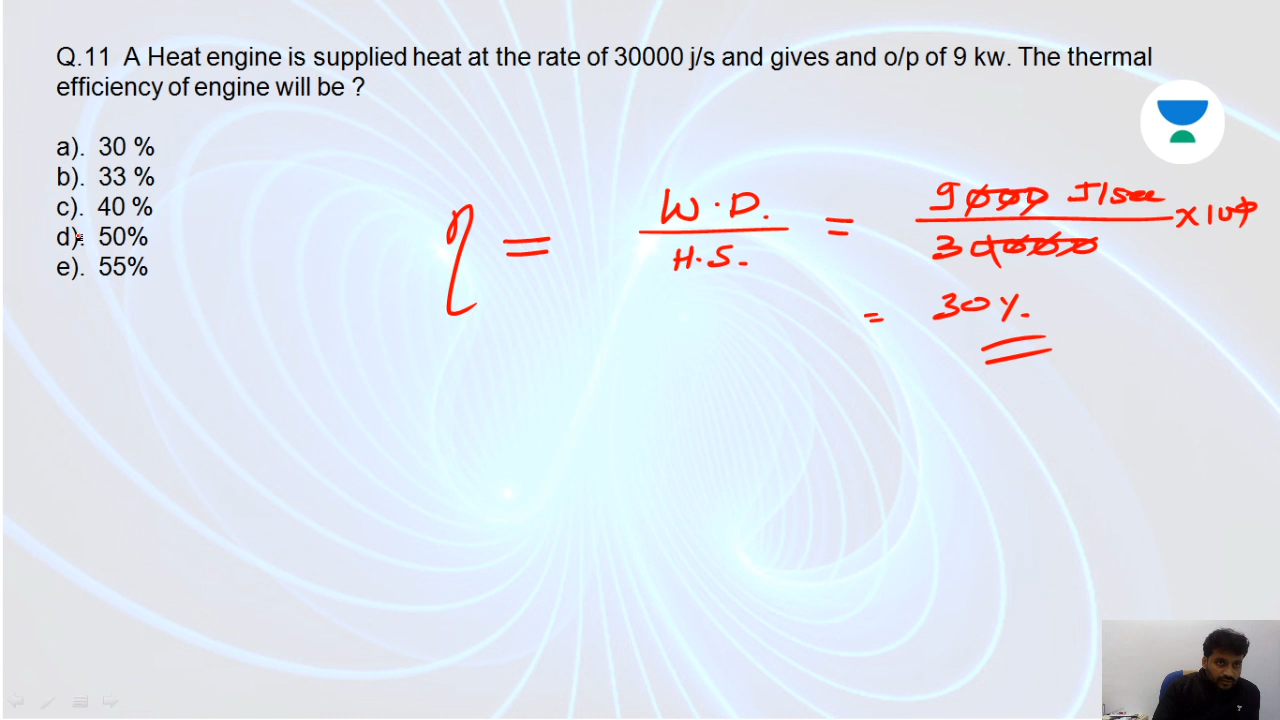 Q.11 A Heat engine is supplied heat at the rate of 30000 j/s and gives and o/p of 9 kw. The thermal
efficiency of engine will be ?
a). 30 %
b). 33 %
c). 40 %
d). 50%
e). 55%
η = W.D. / H.S. = 9000 J/sec / 30000 × 100
= 30%.